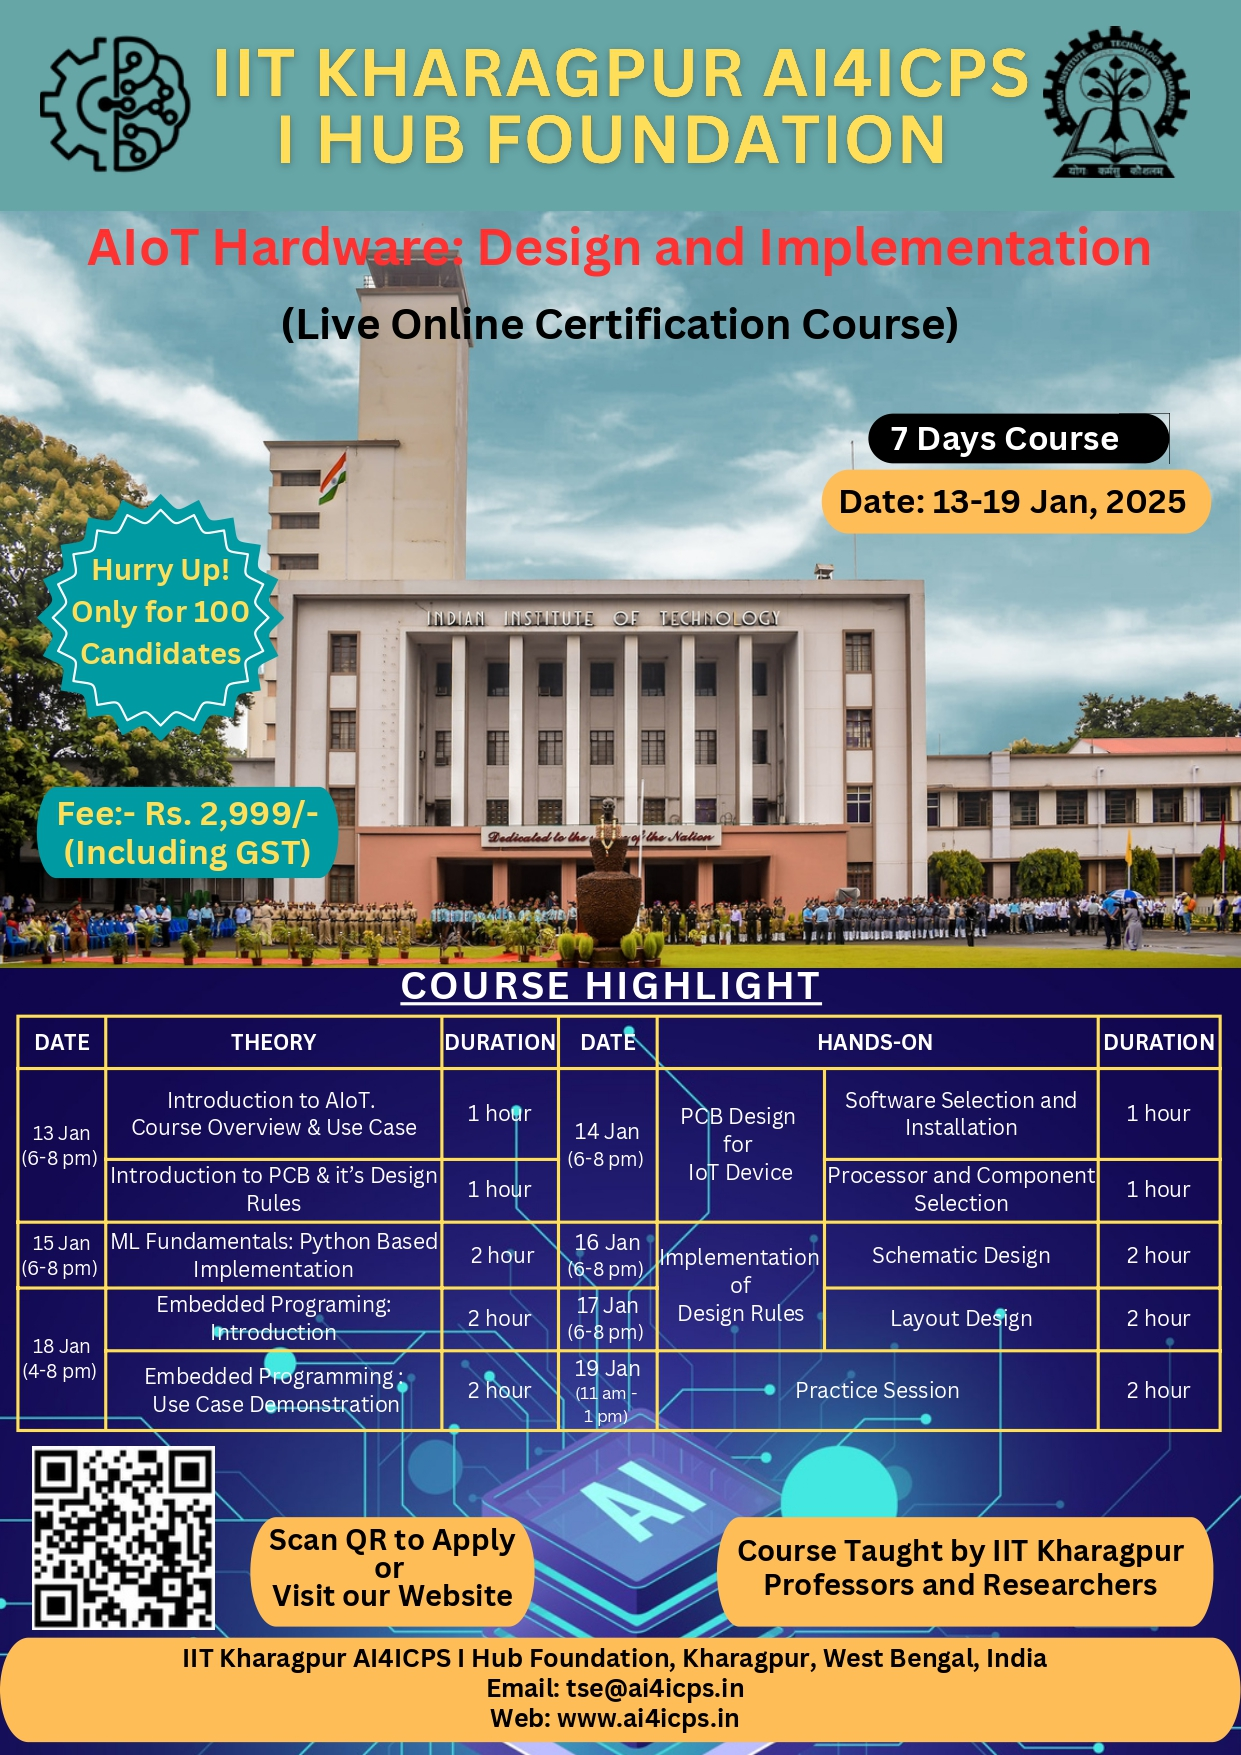 IIT KHARAGPUR AI4ICPS
I HUB FOUNDATION
INDIAN INSTITUTE OF TECHNOLOGY KHARAGPUR
योगः कर्मसु कौशलम्
AIoT Hardware: Design and Implementation
(Live Online Certification Course)
7 Days Course
Date: 13-19 Jan, 2025
Hurry Up!
Only for 100
Candidates
INDIAN INSTITUTE OF TECHNOLOGY
Dedicated to the of the Nation
Fee:- Rs. 2,999/-
(Including GST)
COURSE HIGHLIGHT
DATE THEORY DURATION DATE HANDS-ON DURATION
13 Jan
(6-8 pm)
Introduction to AIoT.
Course Overview & Use Case
1 hour
Introduction to PCB & it's Design
Rules
1 hour
14 Jan
(6-8 pm)
PCB Design
for
IoT Device
Software Selection and
Installation
1 hour
Processor and Component
Selection
1 hour
15 Jan
(6-8 pm)
ML Fundamentals: Python Based
Implementation
2 hour
16 Jan
(6-8 pm)
Implementation
of
Design Rules
Schematic Design
2 hour
18 Jan
(4-8 pm)
Embedded Programing:
Introduction
2 hour
17 Jan
(6-8 pm)
Layout Design
2 hour
Embedded Programming :
Use Case Demonstration
2 hour
19 Jan
(11 am -
1 pm)
Practice Session
2 hour
AI
Scan QR to Apply
or
Visit our Website
Course Taught by IIT Kharagpur
Professors and Researchers
IIT Kharagpur AI4ICPS I Hub Foundation, Kharagpur, West Bengal, India
Email: tse@ai4icps.in
Web: www.ai4icps.in